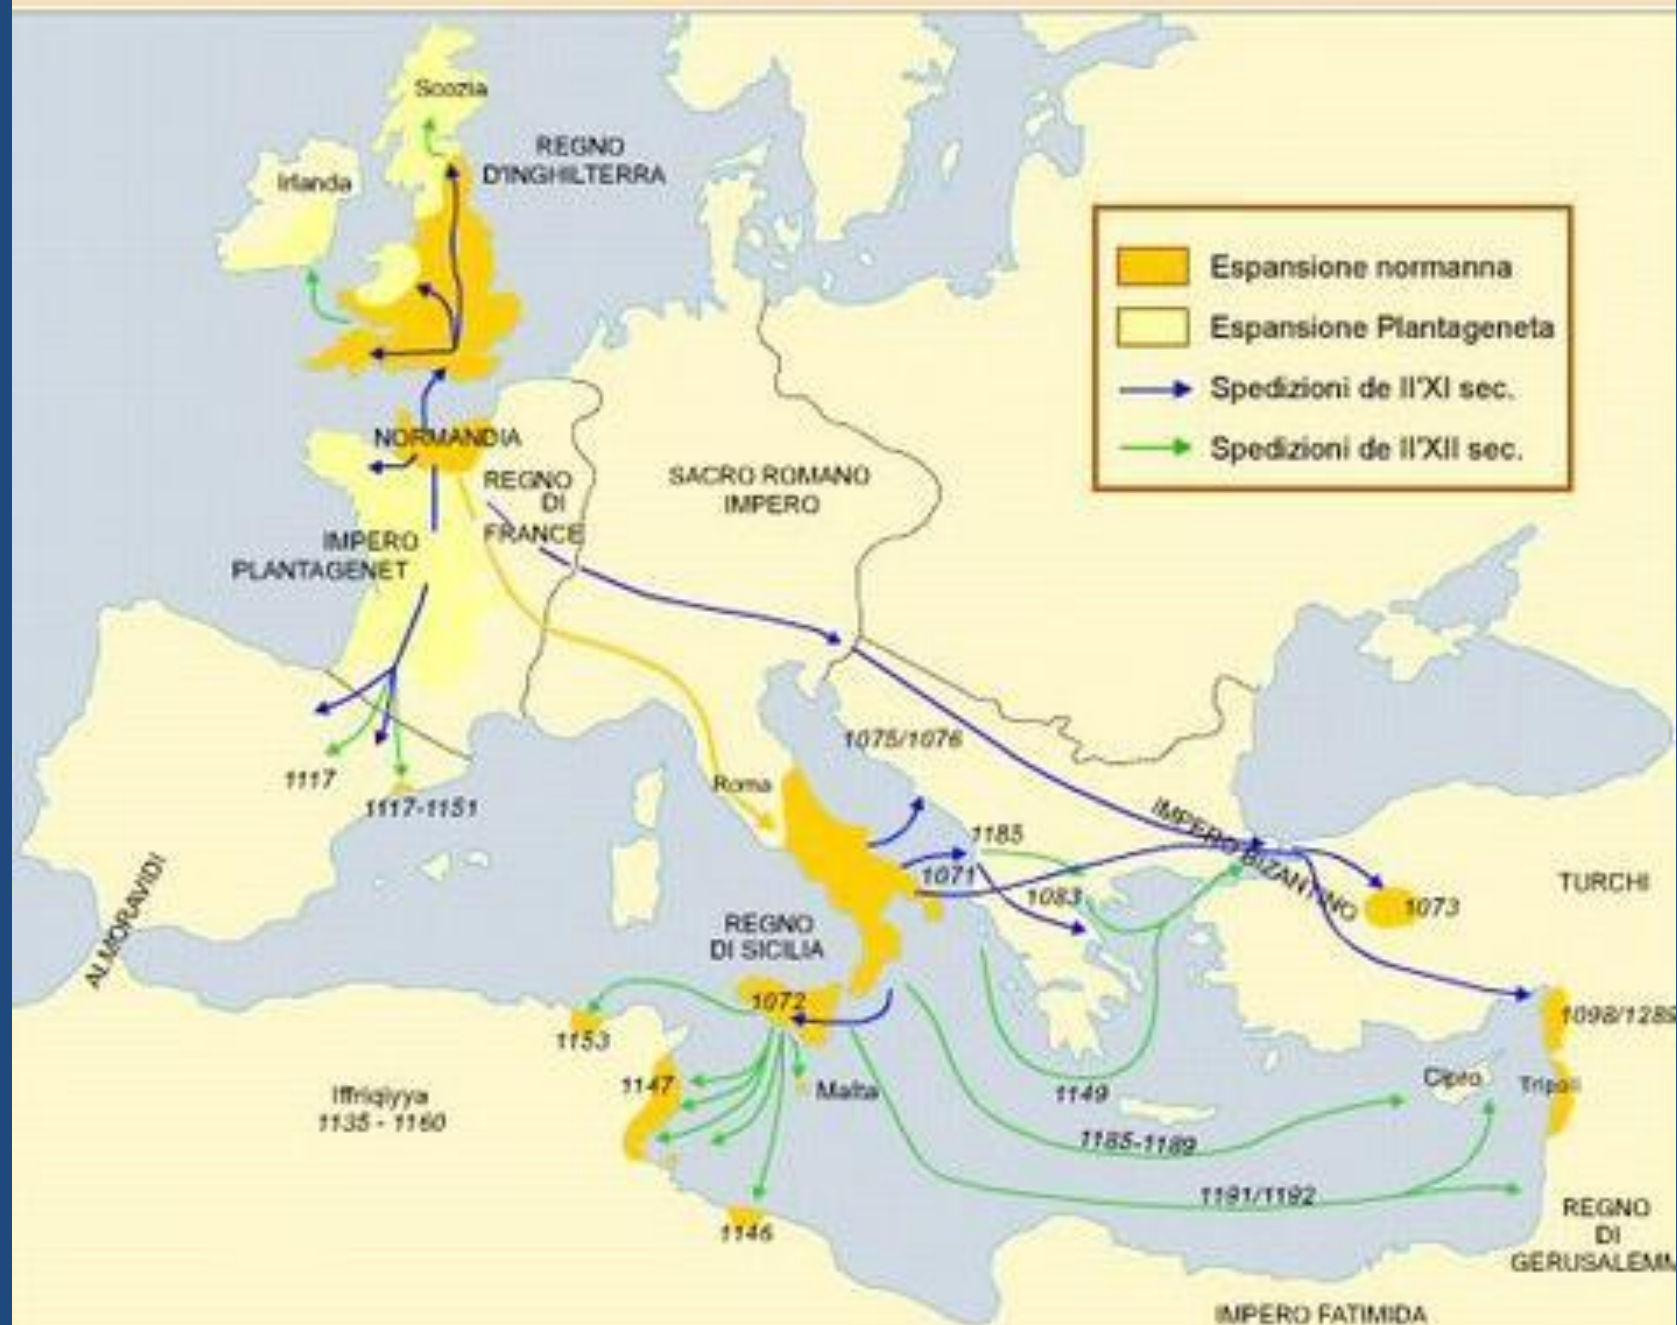 Scozia
REGNO
D'INGHILTERRA
Irlanda
Espansione normanna
Espansione Plantageneta
Spedizioni de ll'XI sec.
Spedizioni de ll'XII sec.
NORMANDIA
REGNO
DI
FRANCE
SACRO ROMANO
IMPERO
IMPERO
PLANTAGENET
1075/1076
Roma
1117
1117-1151
IMPERO BIZANTINO
1185
1071
1083
TURCHI
1073
ALMORAVIDI
REGNO
DI SICILIA
1072
1098/1289
1153
1147
Malta
Cipro
Tripoli
Iffriqiyya
1135 - 1160
1149
1185-1189
1191/1192
1146
REGNO
DI
GERUSALEMM
IMPERO FATIMIDA